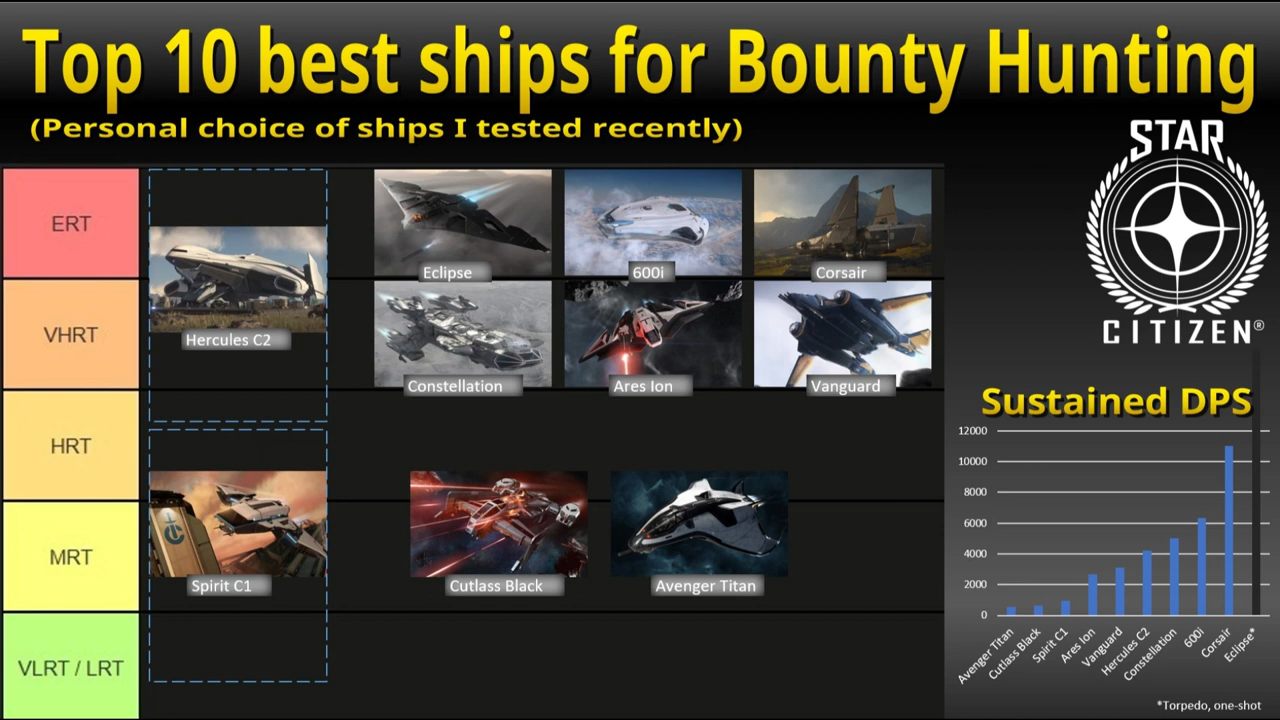 Top 10 best ships for Bounty Hunting
(Personal choice of ships I tested recently)
STAR
CITIZEN®
ERT
Eclipse
600i
Corsair
VHRT
Hercules C2
Constellation
Ares Ion
Vanguard
HRT
MRT
Spirit C1
Cutlass Black
Avenger Titan
VLRT / LRT
Sustained DPS
12000
10000
8000
6000
4000
2000
0
Avenger Titan
Cutlass Black
Spirit C1
Ares Ion
Vanguard
Hercules C2
Constellation
600i
Corsair
Eclipse*
*Torpedo, one-shot